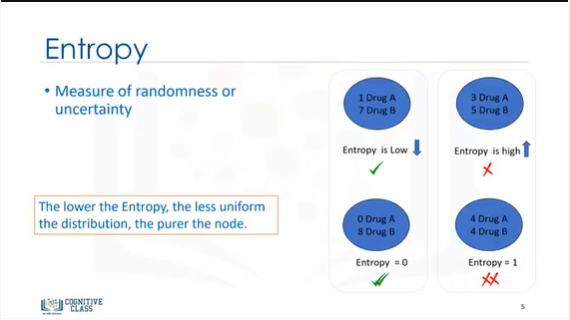 Entropy
• Measure of randomness or
uncertainty
The lower the Entropy, the less uniform
the distribution, the purer the node.
1 Drug A
7 Drug B
Entropy is Low
3 Drug A
5 Drug B
Entropy is high
0 Drug A
8 Drug B
Entropy = 0
4 Drug A
4 Drug B
Entropy = 1
COGNITIVE
CLASS
5